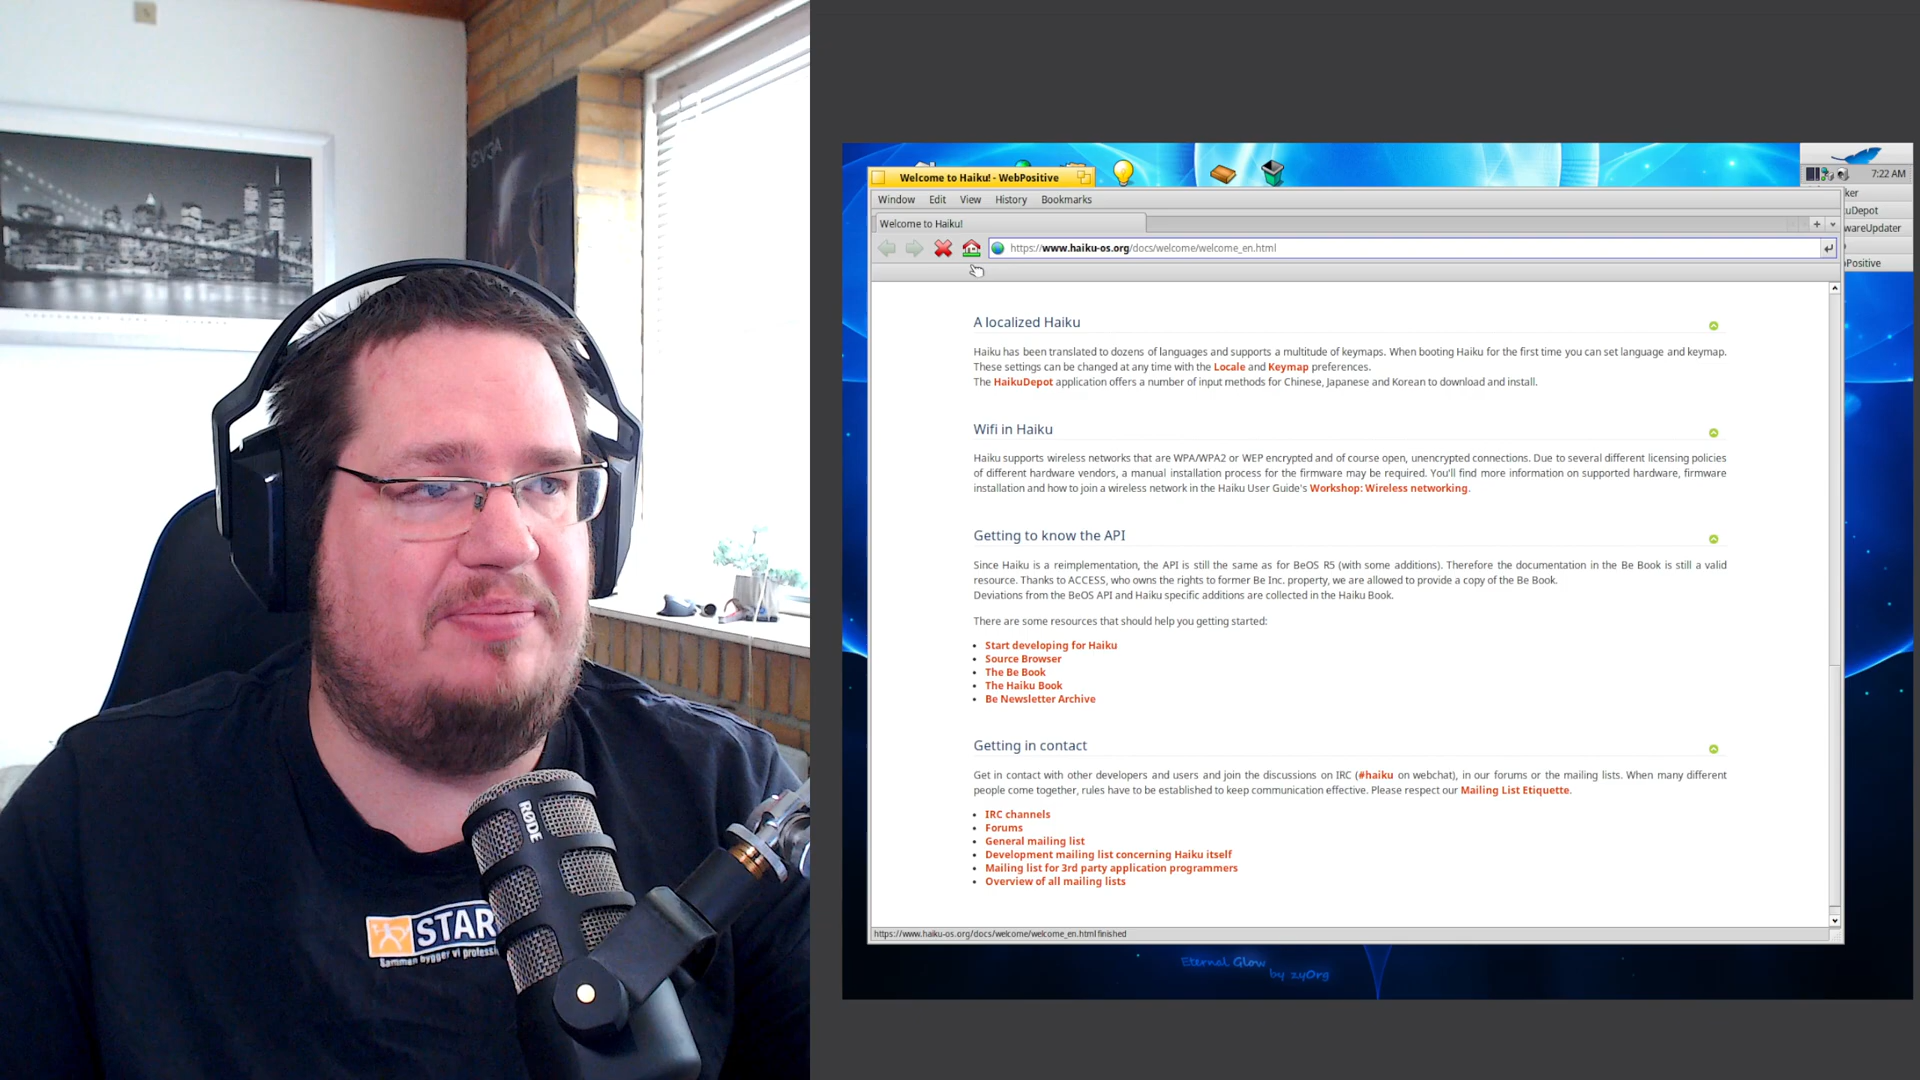 EVGA
START
Sammen bygger vi professi
RØDE
Welcome to Haiku! - WebPositive
7:22 AM
Window Edit View History Bookmarks
Welcome to Haiku!
https://www.haiku-os.org/docs/welcome/welcome_en.html
ker
uDepot
wareUpdater
Positive
A localized Haiku
Haiku has been translated to dozens of languages and supports a multitude of keymaps. When booting Haiku for the first time you can set language and keymap.
These settings can be changed at any time with the Locale and Keymap preferences.
The HaikuDepot application offers a number of input methods for Chinese, Japanese and Korean to download and install.
Wifi in Haiku
Haiku supports wireless networks that are WPA/WPA2 or WEP encrypted and of course open, unencrypted connections. Due to several different licensing policies
of different hardware vendors, a manual installation process for the firmware may be required. You'll find more information on supported hardware, firmware
installation and how to join a wireless network in the Haiku User Guide's Workshop: Wireless networking.
Getting to know the API
Since Haiku is a reimplementation, the API is still the same as for BeOS R5 (with some additions). Therefore the documentation in the Be Book is still a valid
resource. Thanks to ACCESS, who owns the rights to former Be Inc. property, we are allowed to provide a copy of the Be Book.
Deviations from the BeOS API and Haiku specific additions are collected in the Haiku Book.
There are some resources that should help you getting started:
• Start developing for Haiku
• Source Browser
• The Be Book
• The Haiku Book
• Be Newsletter Archive
Getting in contact
Get in contact with other developers and users and join the discussions on IRC (#haiku on webchat), in our forums or the mailing lists. When many different
people come together, rules have to be established to keep communication effective. Please respect our Mailing List Etiquette.
• IRC channels
• Forums
• General mailing list
• Development mailing list concerning Haiku itself
• Mailing list for 3rd party application programmers
• Overview of all mailing lists
https://www.haiku-os.org/docs/welcome/welcome_en.html finished
Eternal Glow
by zyOrg